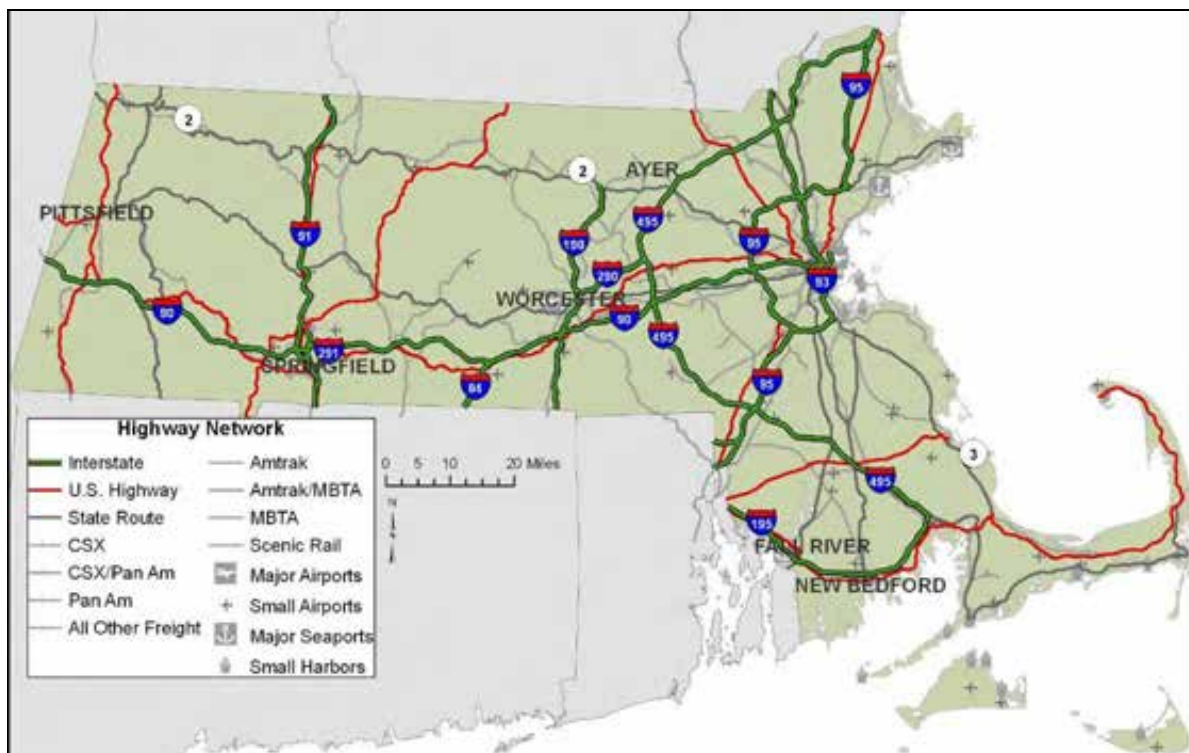 95
2
2
AYER
PITTSFIELD
495
91
190
95
290
93
WORCESTER
90
90
495
291
SPRINGFIELD
84
95
Highway Network
Interstate
U.S. Highway
State Route
CSX
CSX/Pan Am
Pan Am
All Other Freight
Amtrak
Amtrak/MBTA
MBTA
Scenic Rail
Major Airports
Small Airports
Major Seaports
Small Harbors
0 5 10 20 Miles
N
3
495
195
FALL RIVER
NEW BEDFORD